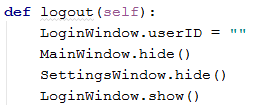 def logout(self):
    LoginWindow.userID = ""
    MainWindow.hide()
    SettingsWindow.hide()
    LoginWindow.show()